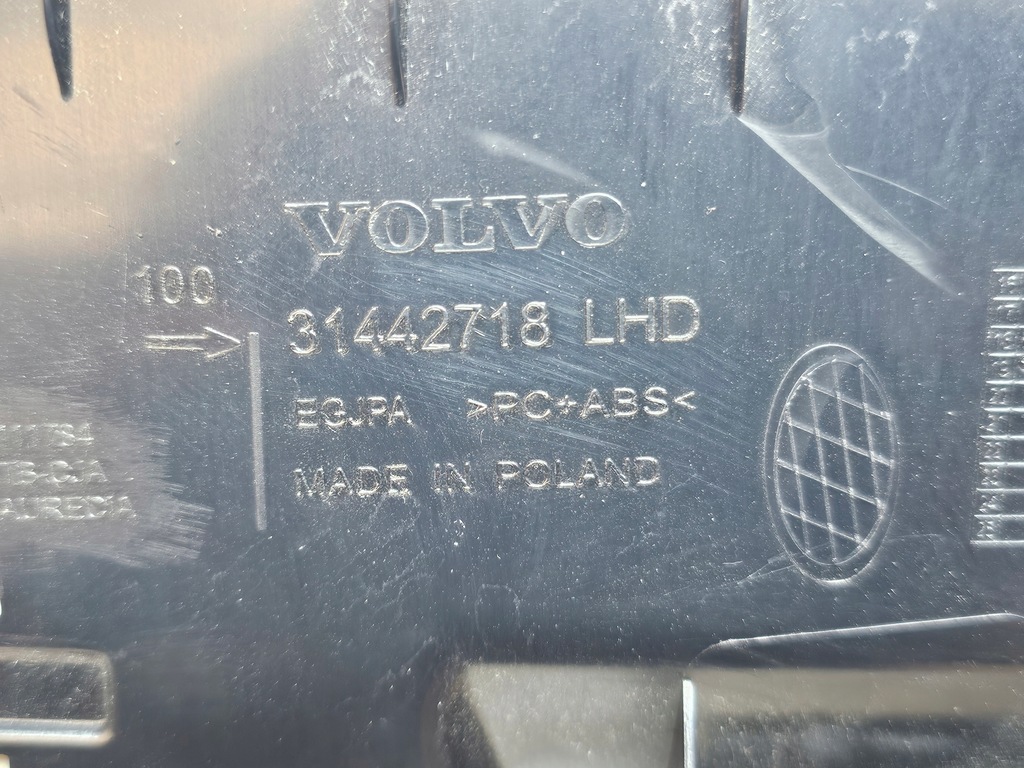 VOLVO
100
31442718 LHD
EGJPA >PC+ABS<
MADE IN POLAND